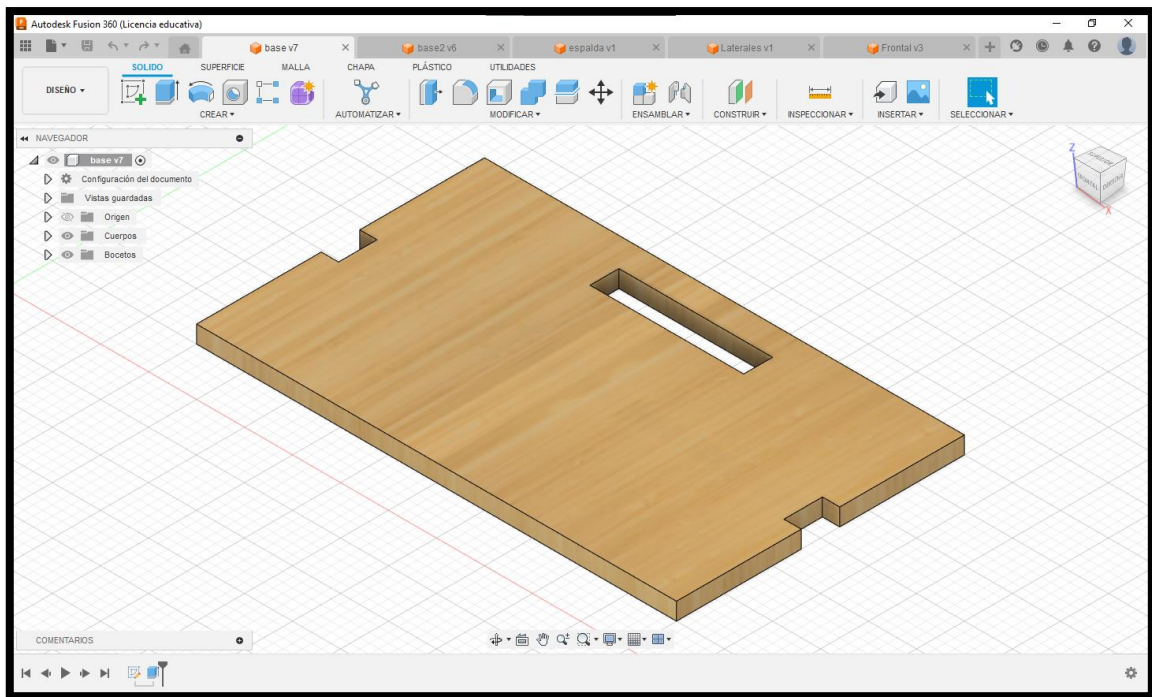 Autodesk Fusion 360 (Licencia educativa)
base v7
base2 v6
espalda v1
Laterales v1
Frontal v3
SOLIDO
SUPERFICIE
MALLA
CHAPA
PLÁSTICO
UTILIDADES
DISEÑO
CREAR
AUTOMATIZAR
MODIFICAR
ENSAMBLAR
CONSTRUIR
INSPECCIONAR
INSERTAR
SELECCIONAR
NAVEGADOR
base v7
Configuración del documento
Vistas guardadas
Origen
Cuerpos
Bocetos
Z
SUPERIOR
FRONTAL
DERECHA
X
COMENTARIOS